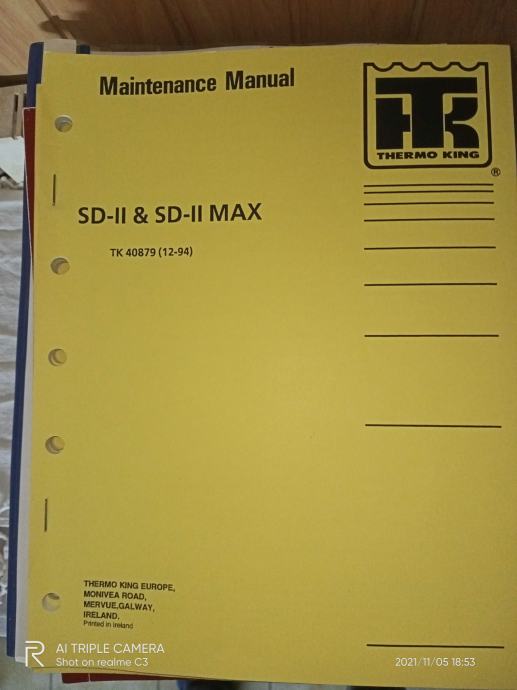 Maintenance Manual
TK
THERMO KING
®
SD-II & SD-II MAX
TK 40879 (12-94)
THERMO KING EUROPE,
MONIVEA ROAD,
MERVUE,GALWAY,
IRELAND.
Printed in Ireland
R
AI TRIPLE CAMERA
Shot on realme C3
2021/11/05 18:53